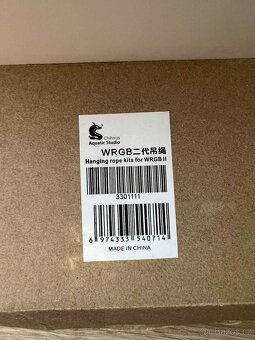 Chihiros
Aquatic Studio
WRGB二代吊绳
Hanging rope kits for WRGB II
3301111
6 974333 540714
MADE IN CHINA